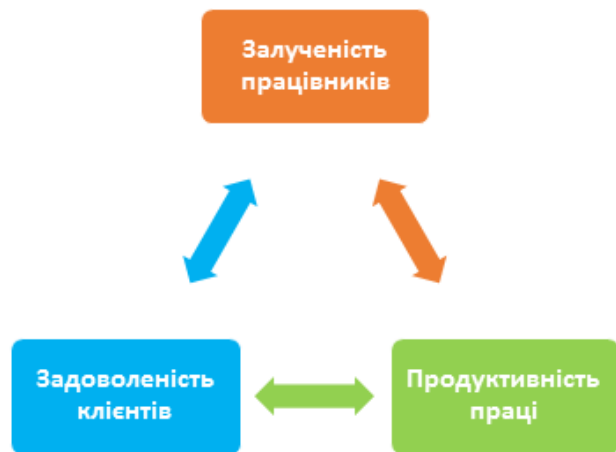 Залученість
працівників
Задоволеність
клієнтів
Продуктивність
праці